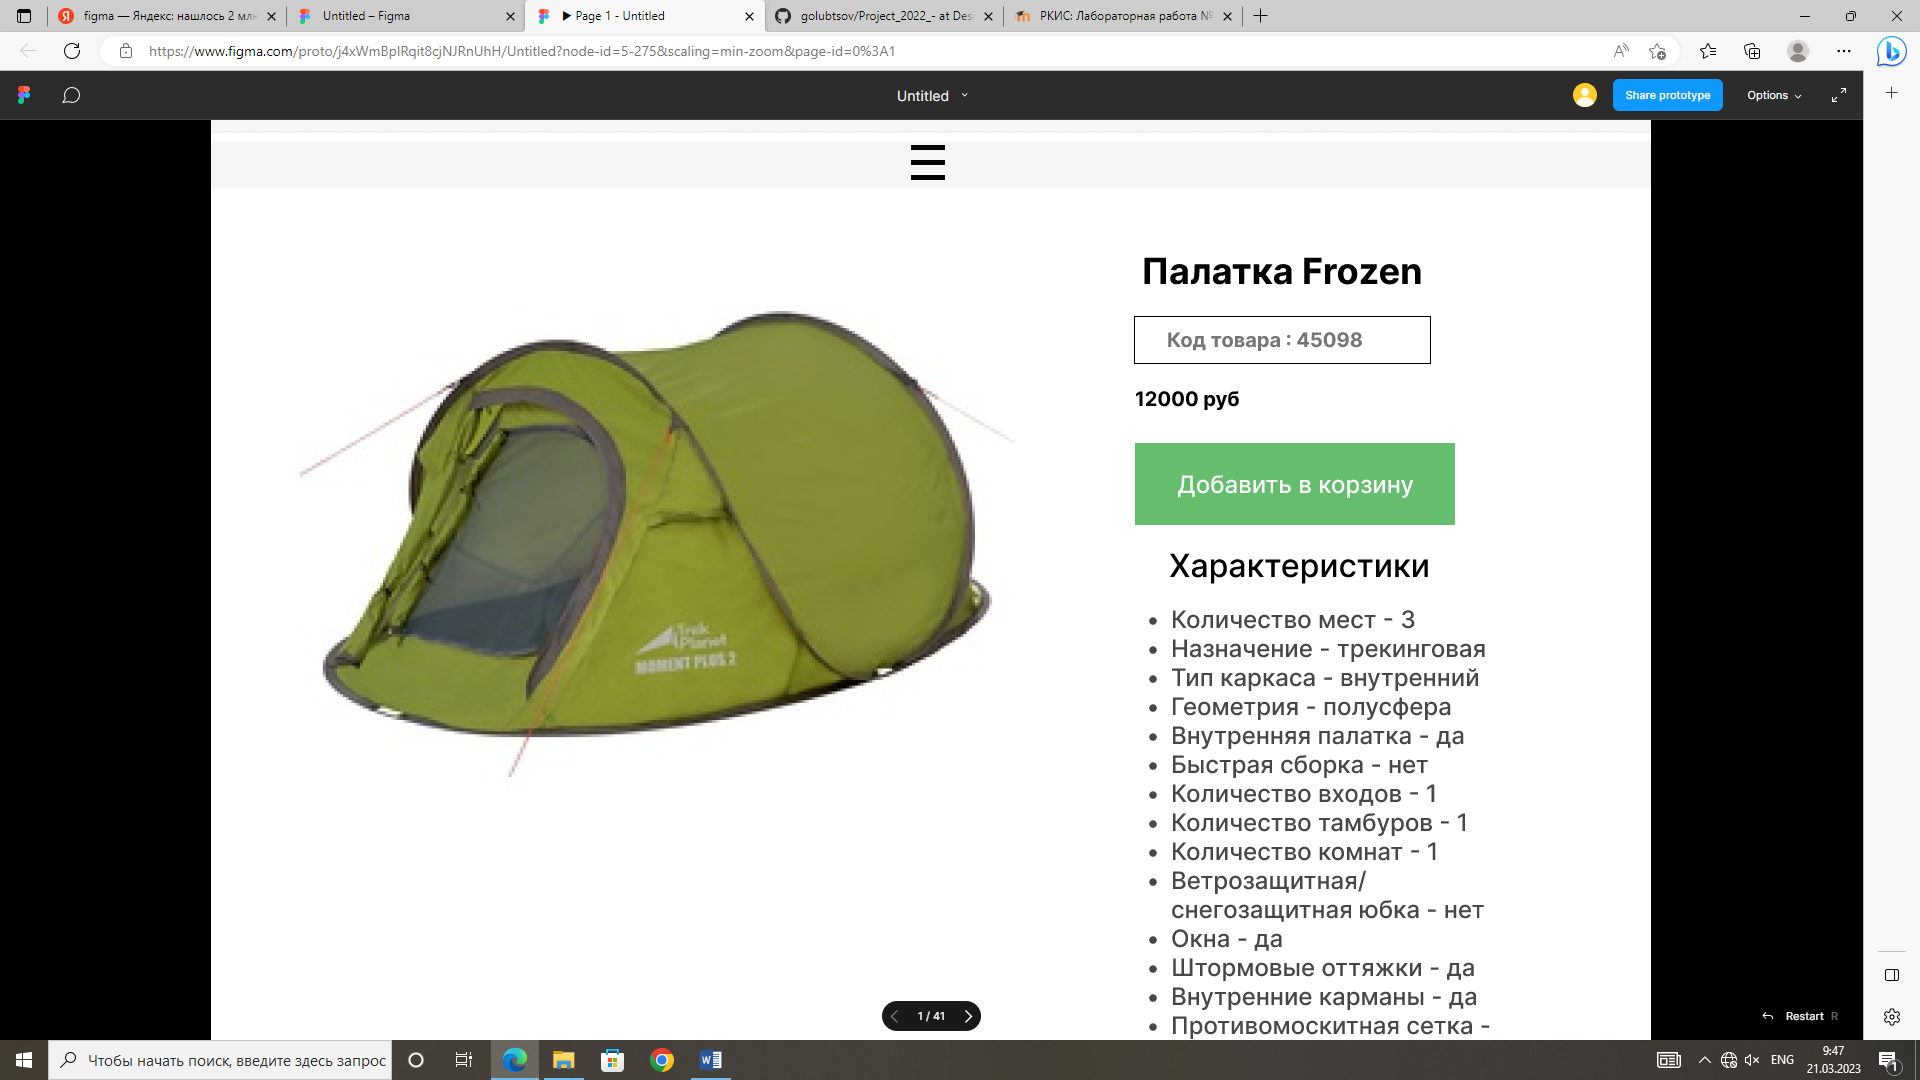 figma — Яндекс: нашлось 2 млн
Untitled – Figma
Page 1 - Untitled
golubtsov/Project_2022_- at Des
РКИС: Лабораторная работа №
https://www.figma.com/proto/j4xWmBplRqit8cjNJRnUhH/Untitled?node-id=5-275&scaling=min-zoom&page-id=0%3A1
Untitled
Share prototype
Options
Палатка Frozen
Код товара : 45098
12000 руб
Добавить в корзину
Характеристики
• Количество мест - 3
• Назначение - трекинговая
• Тип каркаса - внутренний
• Геометрия - полусфера
• Внутренняя палатка - да
• Быстрая сборка - нет
• Количество входов - 1
• Количество тамбуров - 1
• Количество комнат - 1
• Ветрозащитная/
снегозащитная юбка - нет
• Окна - да
• Штормовые оттяжки - да
• Внутренние карманы - да
• Противомоскитная сетка -
Trek
Planet
MOMENT PLUS 2
1 / 41
Restart R
Чтобы начать поиск, введите здесь запрос
ENG
9:47
21.03.2023
1